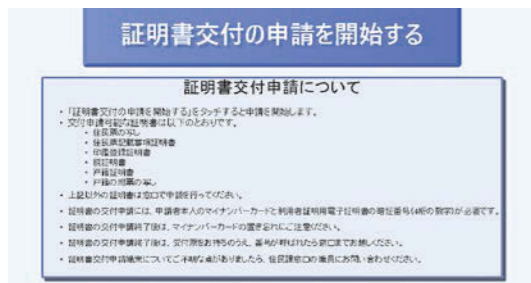 証明書交付の申請を開始する
証明書交付申請について
・「証明書交付の申請を開始する」をタッチすると申請を開始します。
・交付申請可能な証明書は以下のとおりです。
・住民票の写し
・住民票記載事項証明書
・印鑑登録証明書
・税証明書
・戸籍証明書
・戸籍の附票の写し
・上記以外の証明書は窓口で申請を行ってください。
・証明書の交付申請には、申請者本人のマイナンバーカードと利用者証明用電子証明書の暗証番号(4桁の数字)が必要です。
・証明書の交付申請終了後は、マイナンバーカードの置き忘れにご注意ください。
・証明書の交付申請終了後は、受付票をお持ちのうえ、番号が呼ばれたら窓口までお越しください。
・証明書交付申請端末についてご不明な点がありましたら、住民課窓口の職員にお問い合わせください。